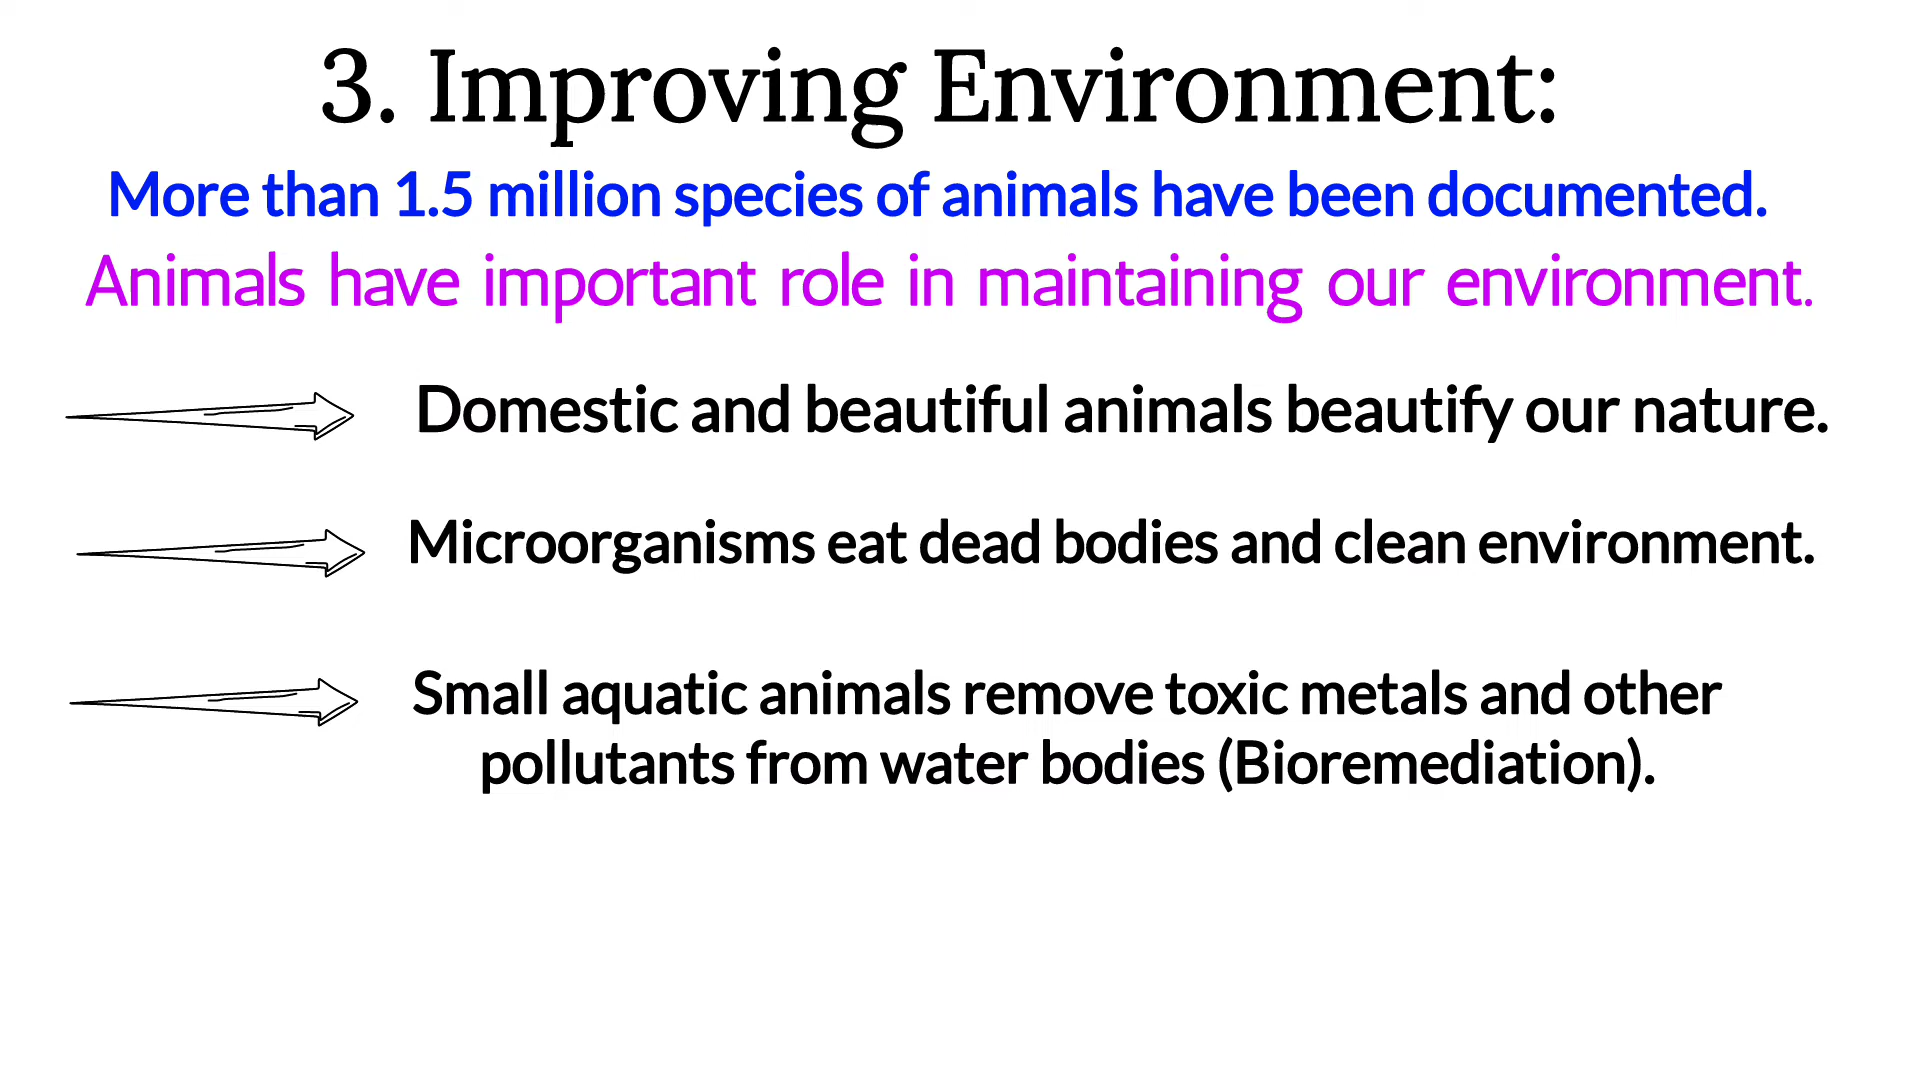 3. Improving Environment:
More than 1.5 million species of animals have been documented.
Animals have important role in maintaining our environment.
Domestic and beautiful animals beautify our nature.
Microorganisms eat dead bodies and clean environment.
Small aquatic animals remove toxic metals and other
pollutants from water bodies (Bioremediation).